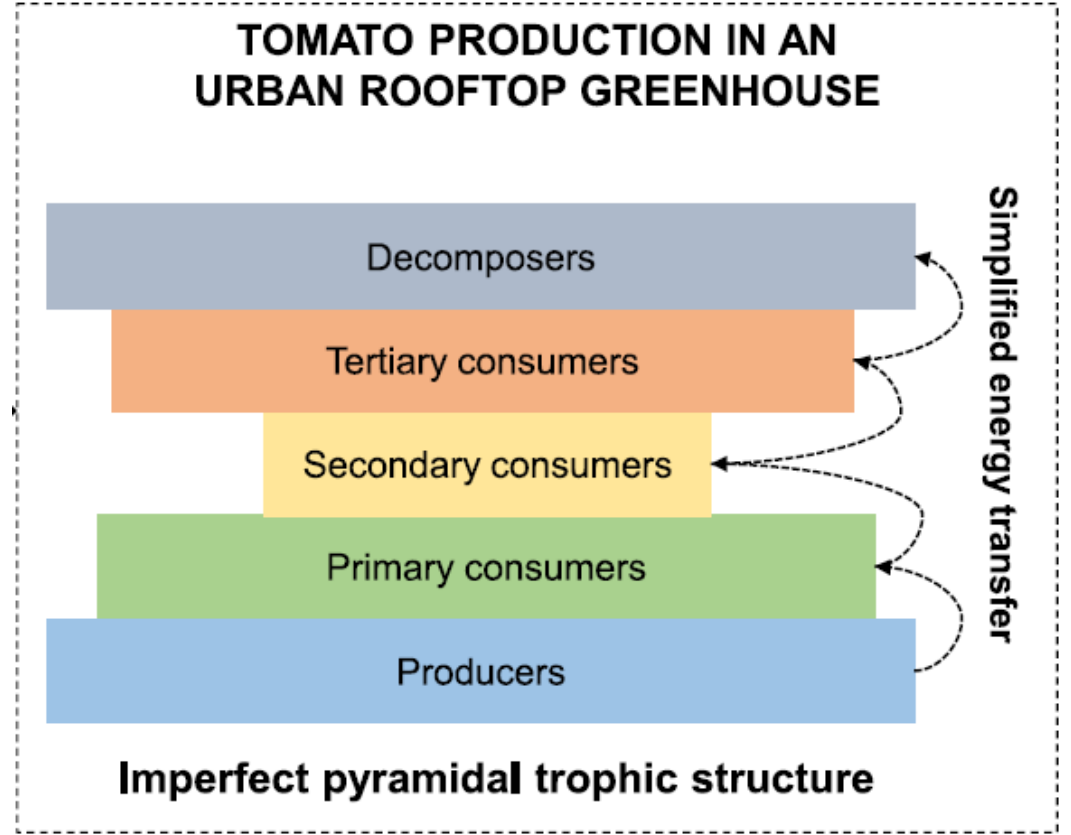 TOMATO PRODUCTION IN AN
URBAN ROOFTOP GREENHOUSE
Decomposers
Tertiary consumers
Secondary consumers
Primary consumers
Producers
Simplified energy transfer
Imperfect pyramidal trophic structure